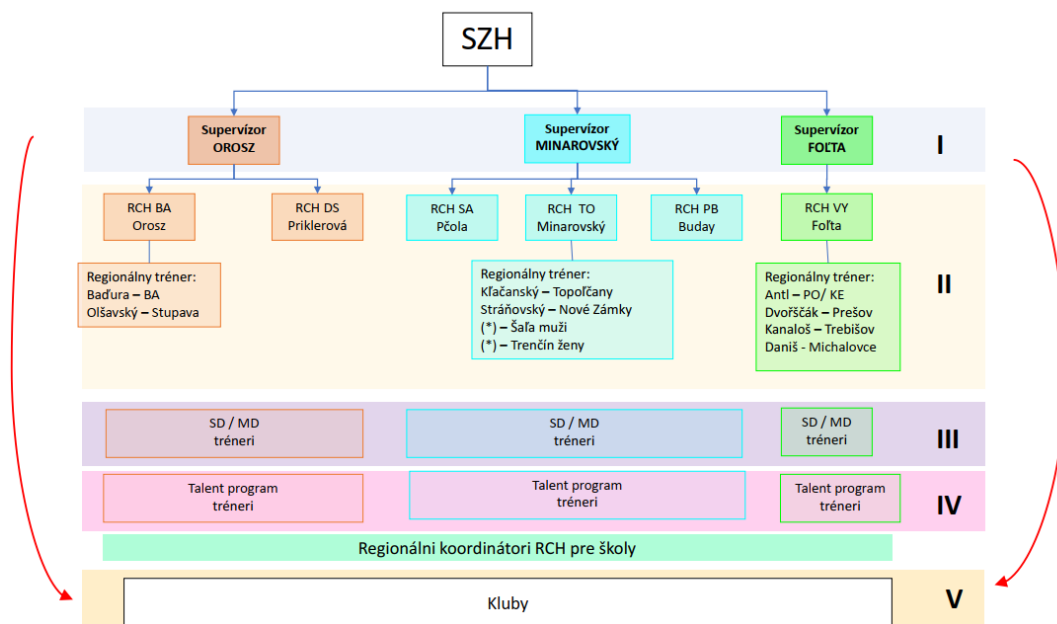 SZH
Supervízor
OROSZ
Supervízor
MINAROVSKÝ
Supervízor
FOĽTA
I
RCH BA
Orosz
RCH DS
Priklerová
RCH SA
Pčola
RCH TO
Minarovský
RCH PB
Buday
RCH VY
Foľta
Regionálny tréner:
Baďura – BA
Olšavský – Stupava
Regionálny tréner:
Kľačanský – Topoľčany
Stráňovský – Nové Zámky
(*) – Šaľa muži
(*) – Trenčín ženy
Regionálny tréner:
Antl – PO/ KE
Dvořščák – Prešov
Kanaloš – Trebišov
Daniš - Michalovce
II
SD / MD
tréneri
SD / MD
tréneri
SD / MD
tréneri
III
Talent program
tréneri
Talent program
tréneri
Talent program
tréneri
IV
Regionálni koordinátori RCH pre školy
Kluby
V